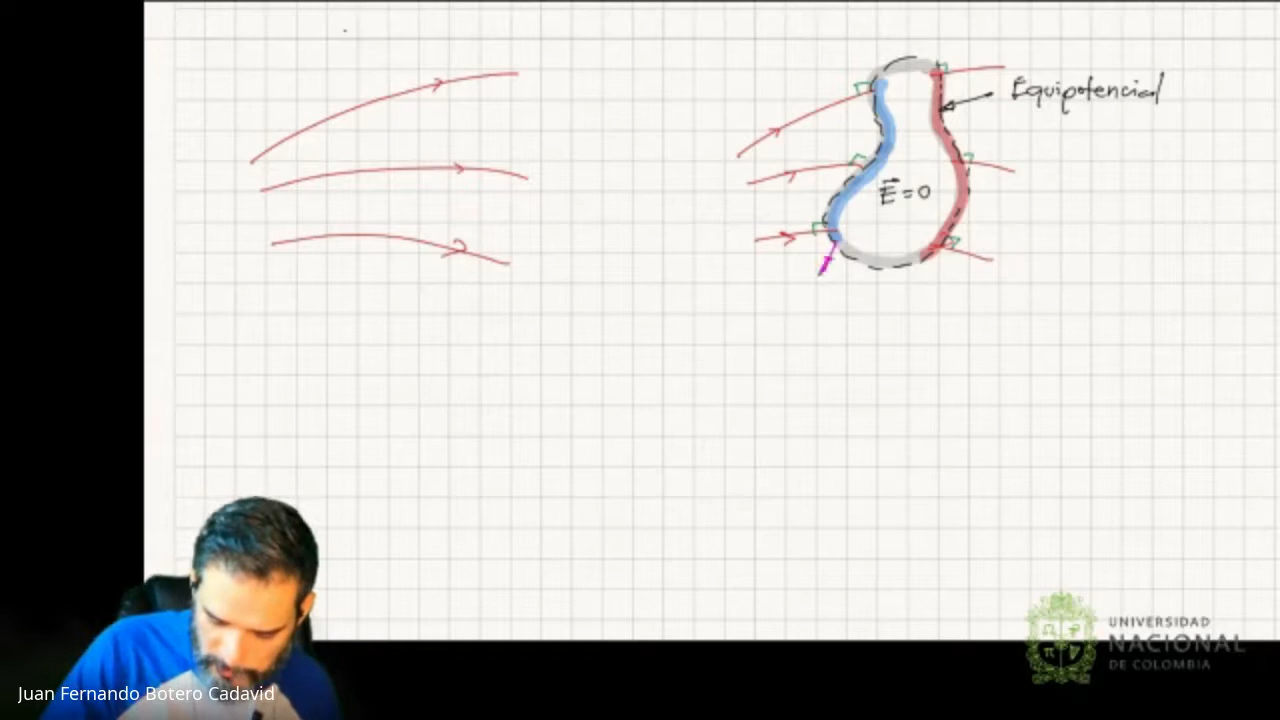 Equipotencial
E⃗ = 0
UNIVERSIDAD
NACIONAL
DE COLOMBIA
Juan Fernando Botero Cadavid